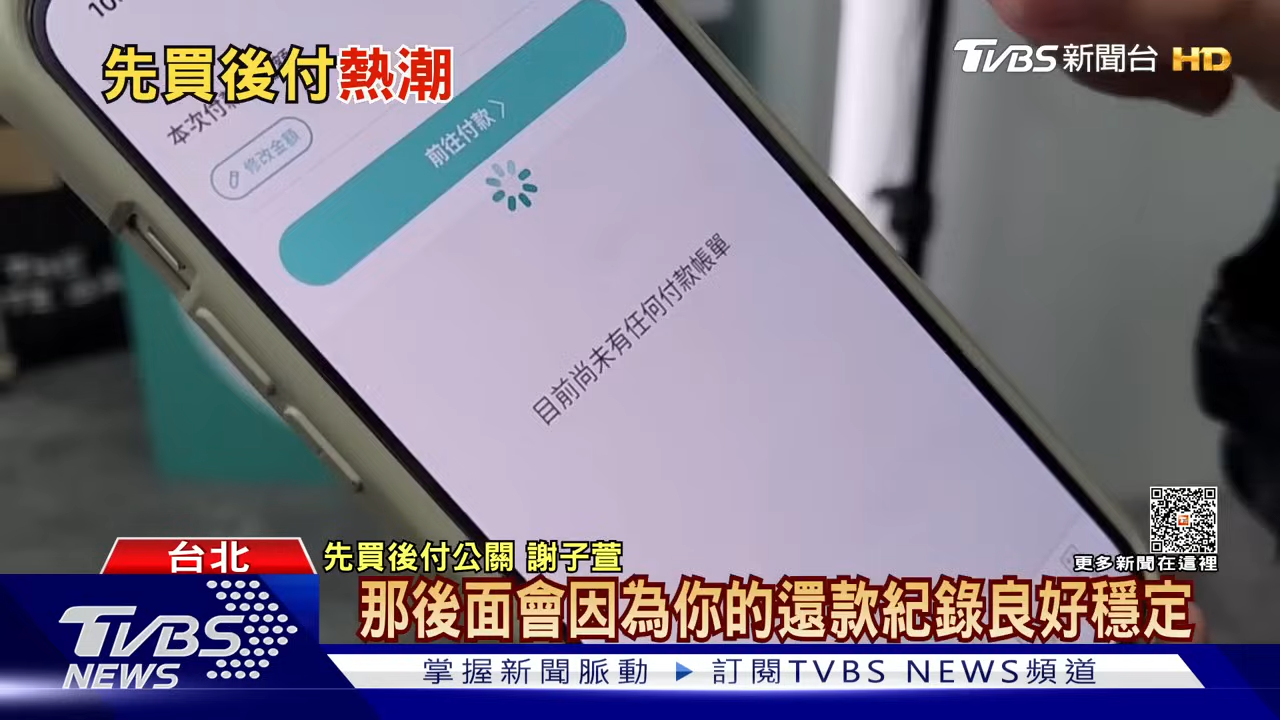 先買後付熱潮
TVBS新聞台 HD
本次付款
修改金額
前往付款 >
目前尚未有任何付款帳單
更多新聞在這裡
台北
先買後付公關 謝子萱
那後面會因為你的還款紀錄良好穩定
TVBS
NEWS
掌握新聞脈動 ▶ 訂閱TVBS NEWS頻道